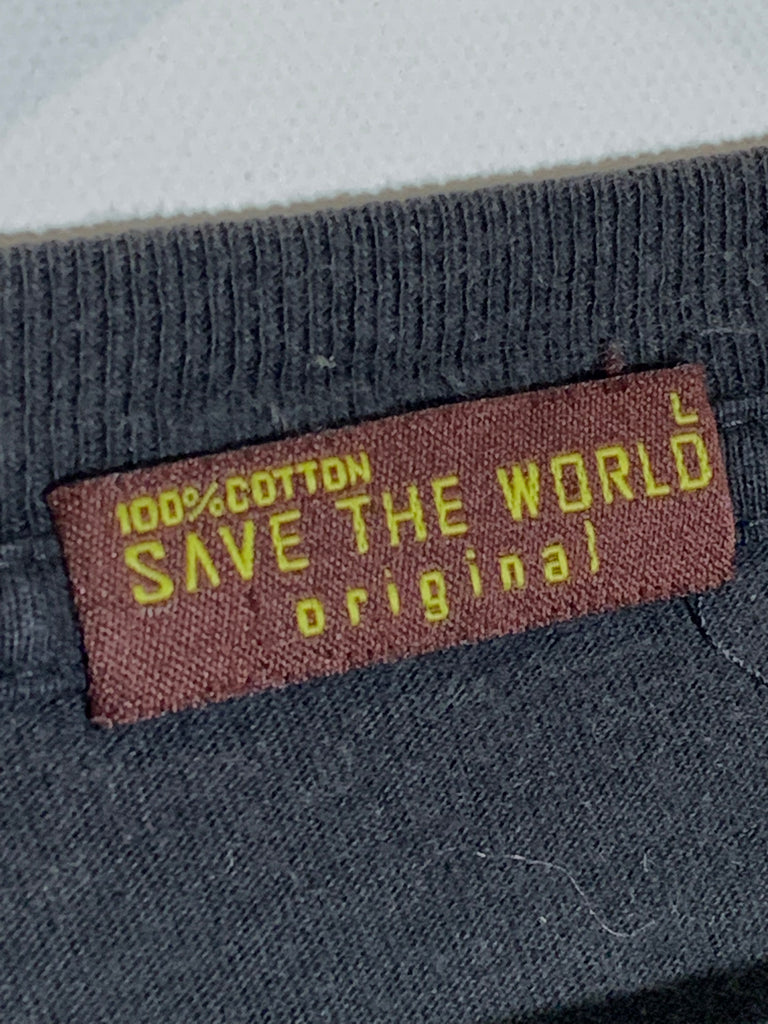 L
100%COTTON
SAVE THE WORLD
original